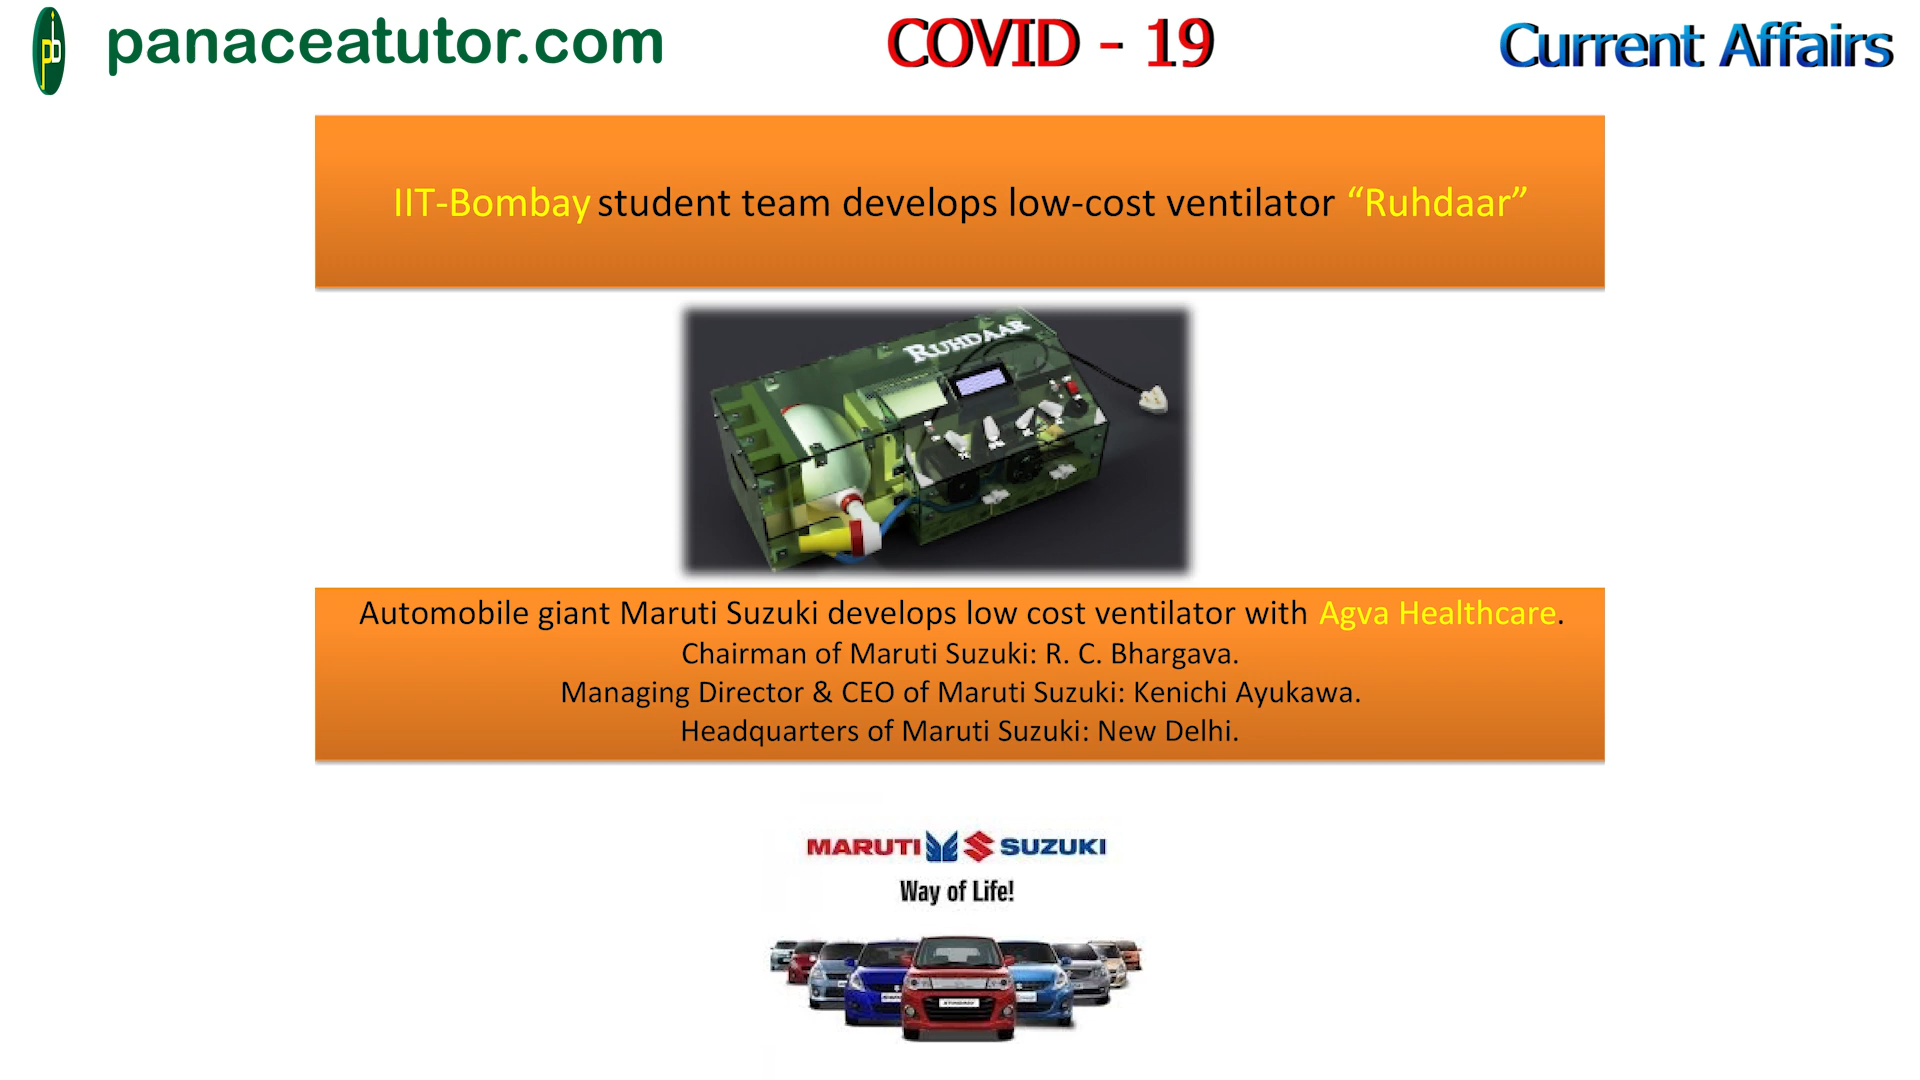 panaceatutor.com
COVID - 19
Current Affairs
IIT-Bombay student team develops low-cost ventilator “Ruhdaar”
RUHDAAR
Automobile giant Maruti Suzuki develops low cost ventilator with Agva Healthcare.
Chairman of Maruti Suzuki: R. C. Bhargava.
Managing Director & CEO of Maruti Suzuki: Kenichi Ayukawa.
Headquarters of Maruti Suzuki: New Delhi.
MARUTI SUZUKI
Way of Life!